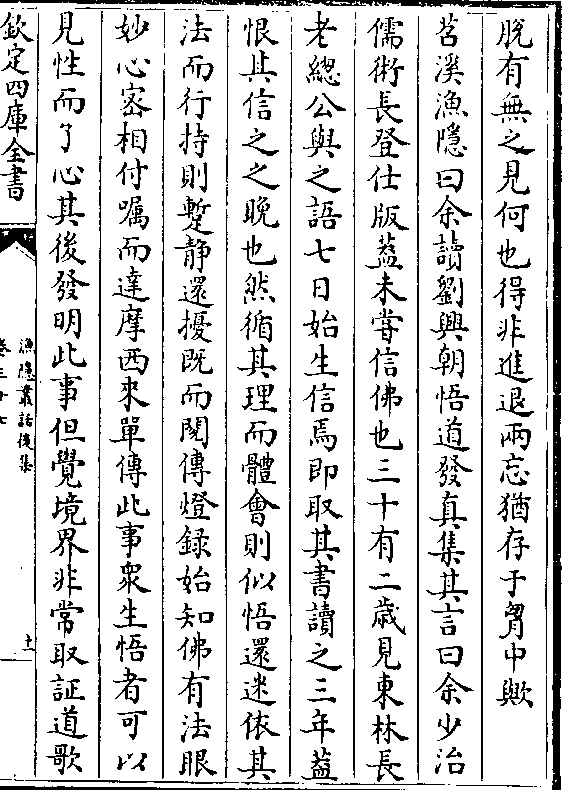 脫有無之見何也得非進退兩忘猶存于胷中歟
苕溪漁隱曰余讀劉興朝悟道發真集其言曰余少治
儒術長登仕版葢未嘗信佛也三十有二歲見東林長
老總公與之語七日始生信焉即取其書讀之三年葢
恨其信之之晚也然循其理而體會則似悟還迷依其
法而行持則蹔静還擾既而閱傳燈録始知佛有法眼
妙心宻相付囑而達摩西來單傳此事衆生悟者可以
見性而了心其後發明此事但覺境界非常取証道歌
欽定四庫全書
漁隱叢話後集
卷三十七
十一